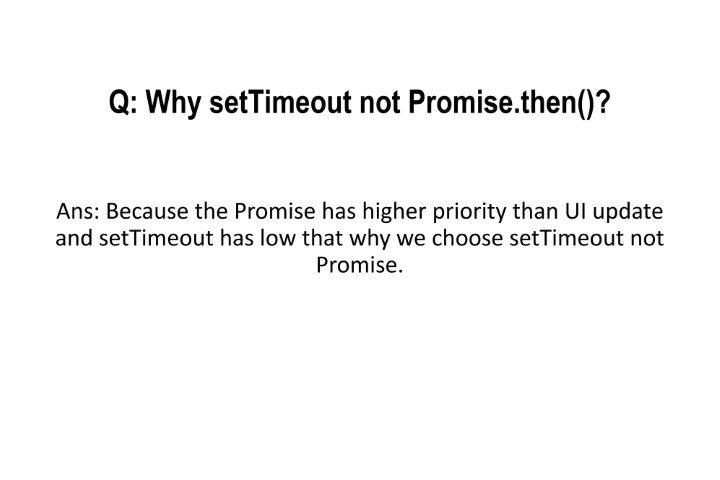 Q: Why setTimeout not Promise.then()?
Ans: Because the Promise has higher priority than UI update
and setTimeout has low that why we choose setTimeout not
Promise.